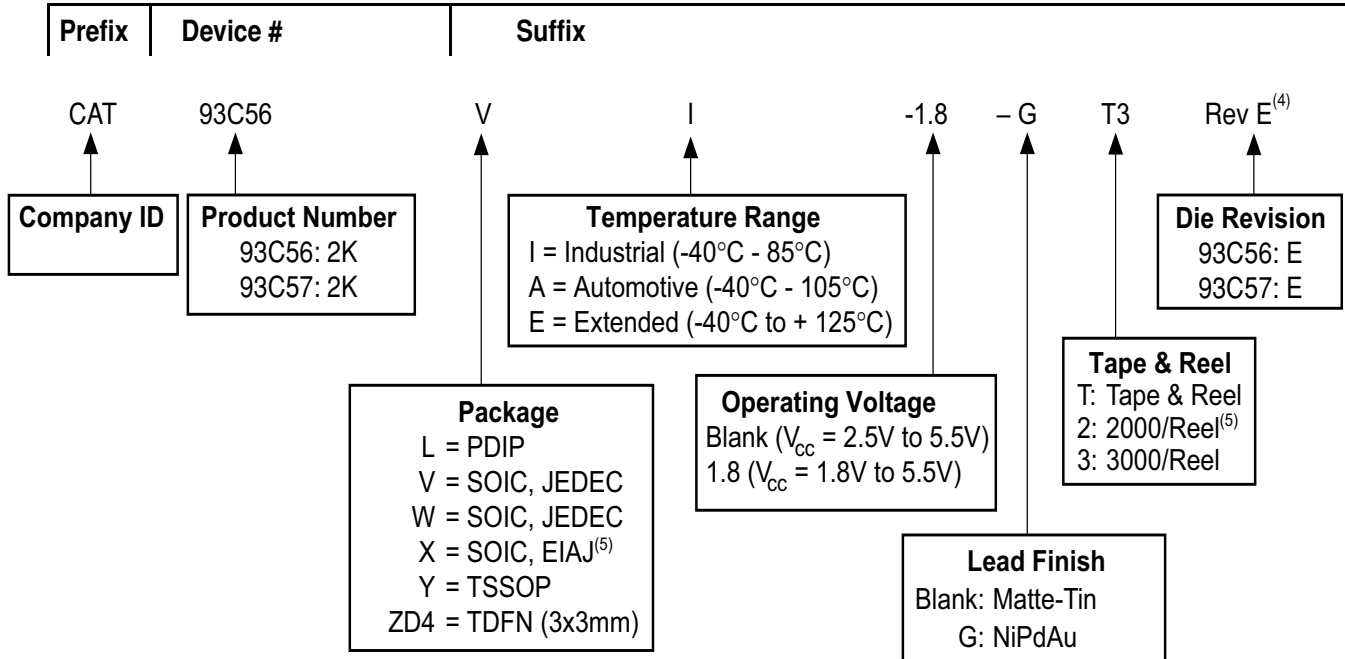 Prefix Device # Suffix
CAT 93C56 V I -1.8 – G T3 Rev E(4)
Company ID
Product Number
93C56: 2K
93C57: 2K
Temperature Range
I = Industrial (-40°C - 85°C)
A = Automotive (-40°C - 105°C)
E = Extended (-40°C to + 125°C)
Die Revision
93C56: E
93C57: E
Package
L = PDIP
V = SOIC, JEDEC
W = SOIC, JEDEC
X = SOIC, EIAJ(5)
Y = TSSOP
ZD4 = TDFN (3x3mm)
Operating Voltage
Blank (Vcc = 2.5V to 5.5V)
1.8 (Vcc = 1.8V to 5.5V)
Tape & Reel
T: Tape & Reel
2: 2000/Reel(5)
3: 3000/Reel
Lead Finish
Blank: Matte-Tin
G: NiPdAu